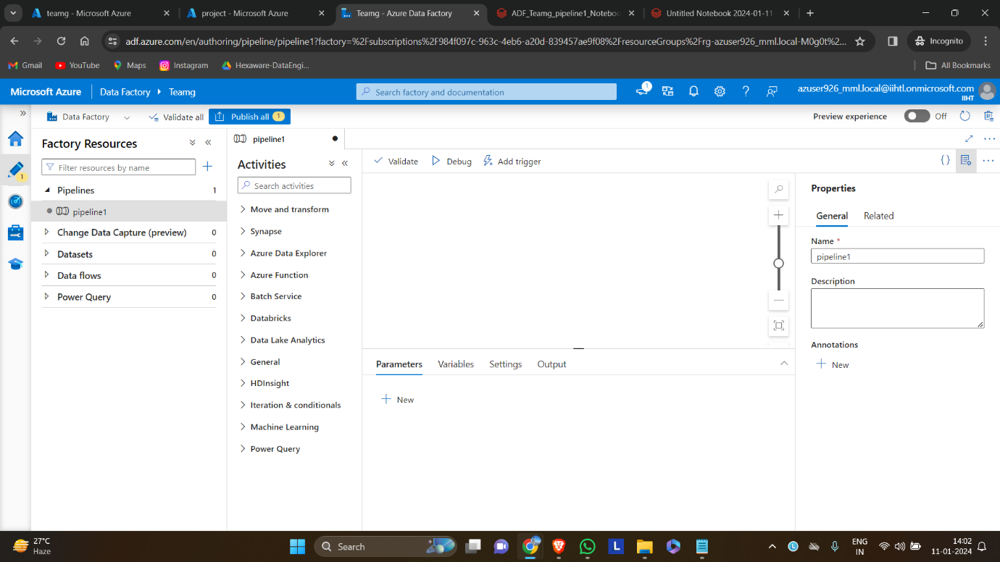 teamg - Microsoft Azure
project - Microsoft Azure
Teamg - Azure Data Factory
ADF_Teamg_pipeline1_Noteboo
Untitled Notebook 2024-01-11
adf.azure.com/en/authoring/pipeline/pipeline1?factory=%2Fsubscriptions%2F984f097c-963c-4eb6-a20d-839457ae9f08%2FresourceGroups%2Frg-azuser926_mml.local-M0g0t%2...
Incognito
Gmail
YouTube
Maps
Instagram
Hexaware-DataEngi...
All Bookmarks
Microsoft Azure
Data Factory
Teamg
Search factory and documentation
1
azuser926_mml.local@iihtl.onmicrosoft.com
IIHT
Data Factory
Validate all
Publish all 1
Preview experience
Off
Factory Resources
Filter resources by name
1
Pipelines 1
pipeline1
Change Data Capture (preview) 0
Datasets 0
Data flows 0
Power Query 0
pipeline1
Activities
Search activities
Move and transform
Synapse
Azure Data Explorer
Azure Function
Batch Service
Databricks
Data Lake Analytics
General
HDInsight
Iteration & conditionals
Machine Learning
Power Query
Validate
Debug
Add trigger
Parameters
Variables
Settings
Output
New
Properties
General
Related
Name *
pipeline1
Description
Annotations
New
27°C
Haze
Search
L
ENG
IN
14:02
11-01-2024